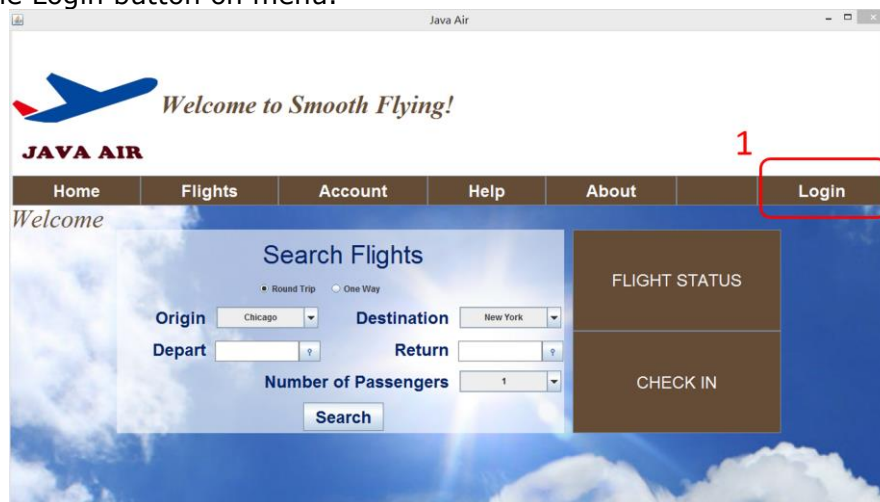 e Login button on menu.
Java Air
Welcome to Smooth Flying!
JAVA AIR
1
Home Flights Account Help About Login
Welcome
Search Flights
Round Trip One Way
FLIGHT STATUS
Origin Chicago Destination New York
Depart ? Return ?
Number of Passengers 1
CHECK IN
Search